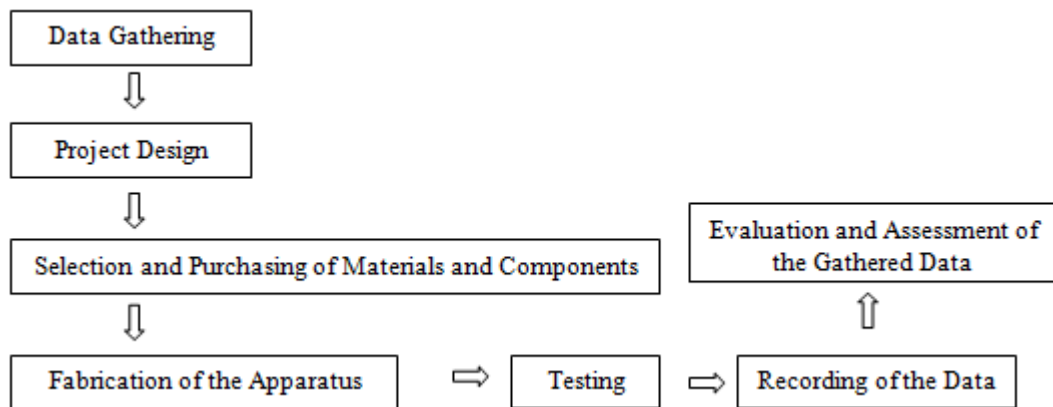 Data Gathering
Project Design
Selection and Purchasing of Materials and Components
Fabrication of the Apparatus
Testing
Recording of the Data
Evaluation and Assessment of
the Gathered Data